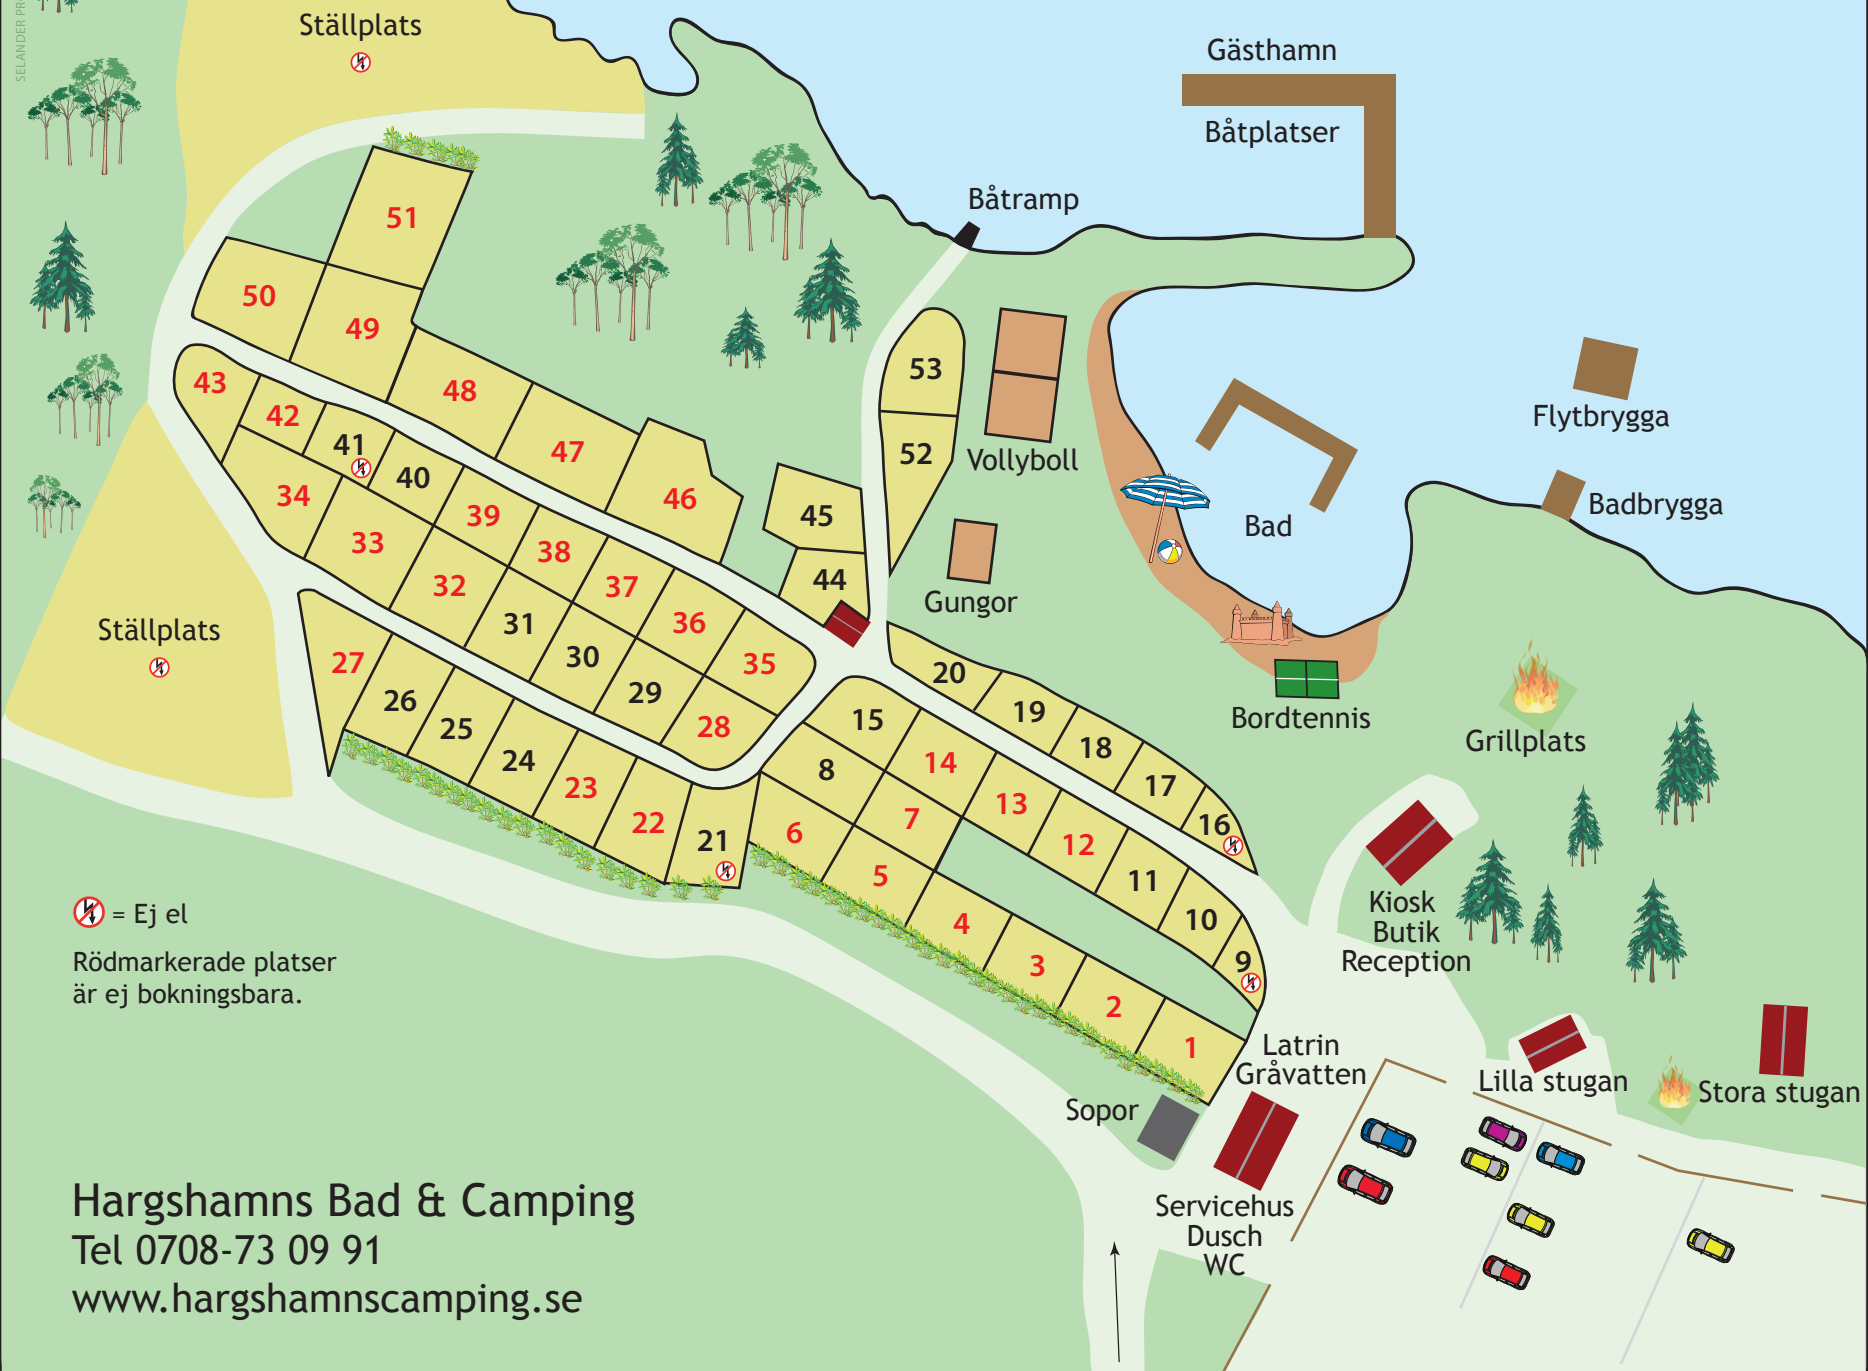 SELANDER PR
Ställplats
Gästhamn
Båtplatser
Båtramp
51
50
49
48
47
46
45
44
53
52
Vollyboll
Gungor
Bad
Flytbrygga
Badbrygga
Bordtennis
Grillplats
43
42
41
40
39
38
37
36
35
34
33
32
31
30
29
28
Ställplats
27
26
25
24
23
22
21
20
19
18
17
16
15
14
13
12
11
10
9
8
7
6
5
4
3
2
1
Kiosk
Butik
Reception
Latrin
Gråvatten
Lilla stugan
Stora stugan
Sopor
Servicehus
Dusch
WC
= Ej el
Rödmarkerade platser
är ej bokningsbara.
Hargshamns Bad & Camping
Tel 0708-73 09 91
www.hargshamnscamping.se